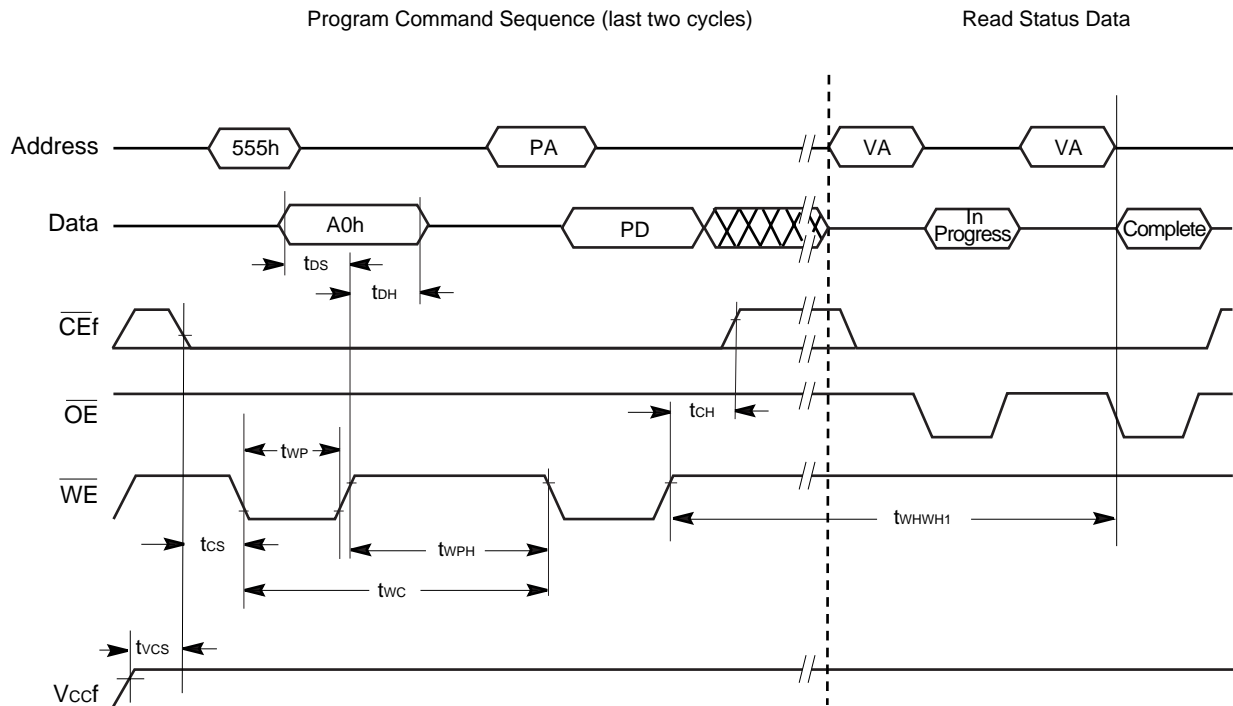 Program Command Sequence (last two cycles)
Read Status Data
Address
555h
PA
VA
VA
Data
A0h
PD
In
Progress
Complete
tDS
tDH
CEf
OE
tCH
tWP
WE
tWHWH1
tCS
tWPH
tWC
tVCS
Vccf